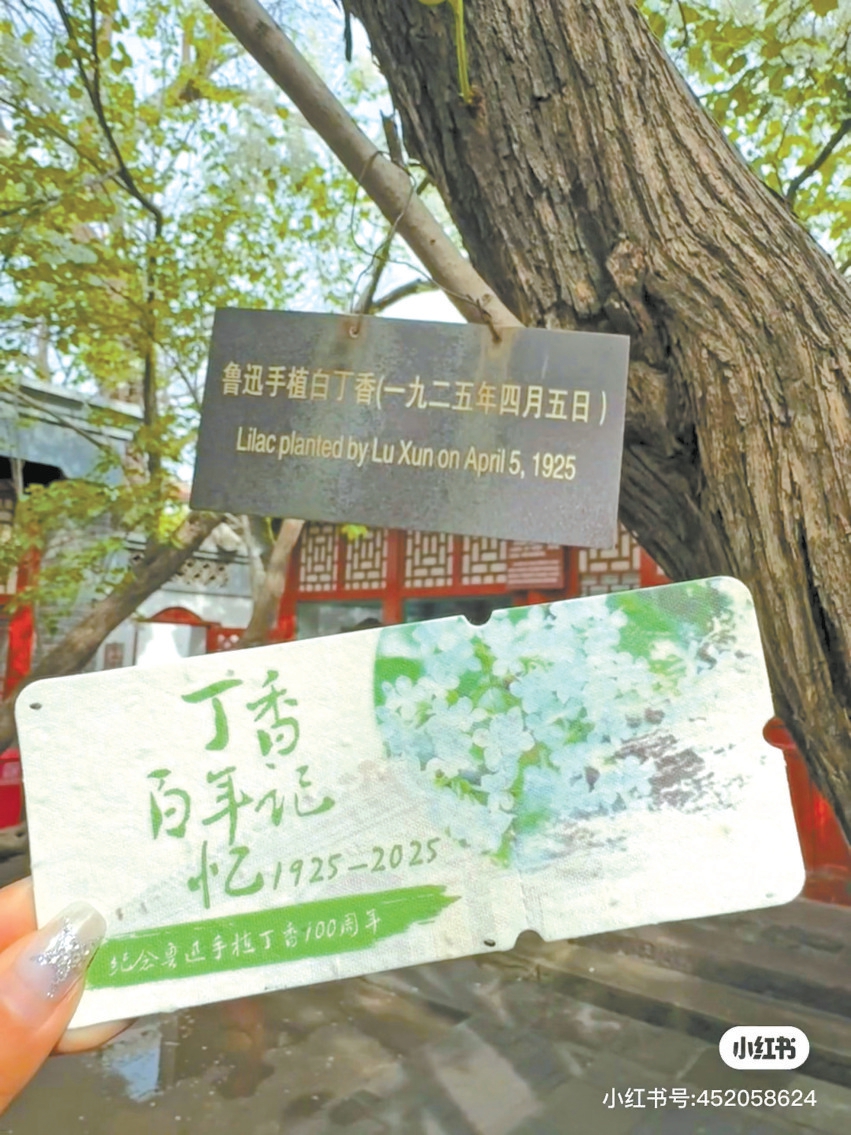 鲁迅手植白丁香(一九二五年四月五日)
Lilac planted by Lu Xun on April 5, 1925
丁香
百年记
忆1925-2025
纪念鲁迅手植丁香100周年
小红书
小红书号:452058624